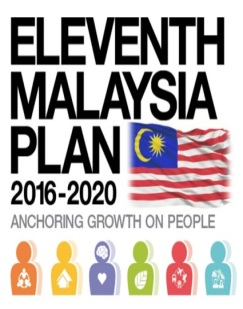 ELEVENTH
MALAYSIA
PLAN
2016-2020
ANCHORING GROWTH ON PEOPLE